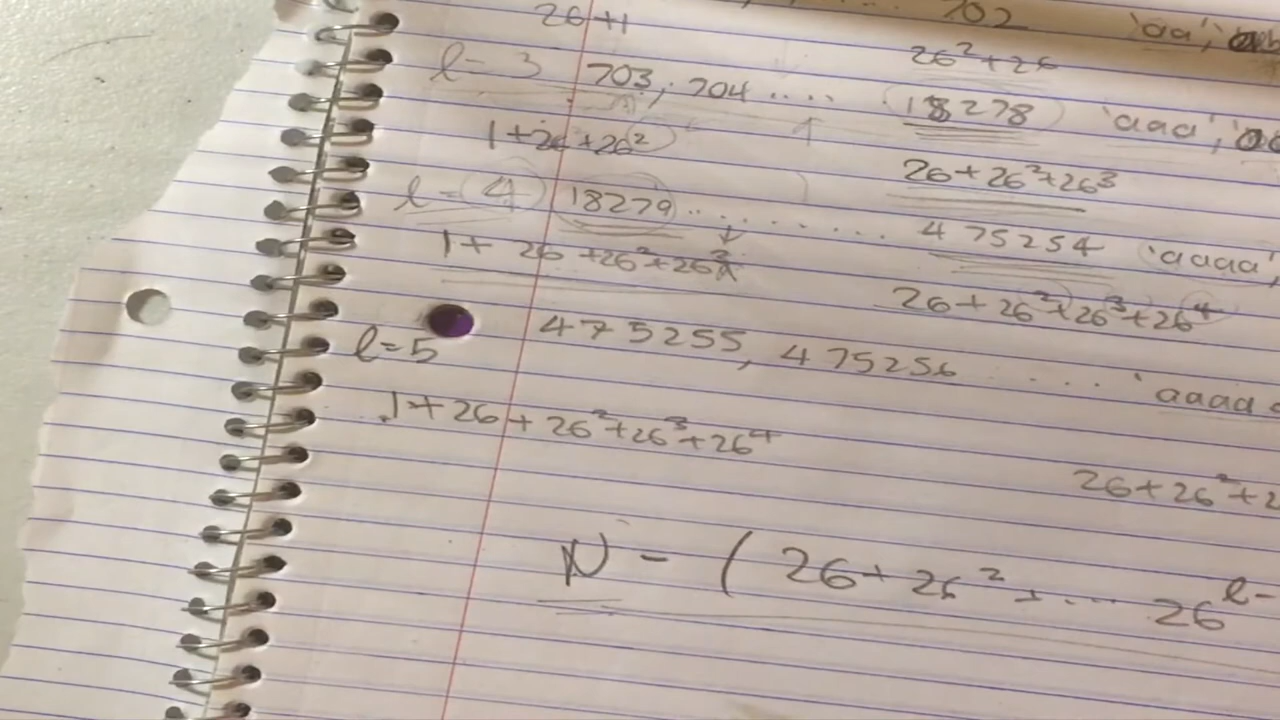 26+1 702 'aa',
26²+26
l=3 703, 704 .... 18278 'aaa',
1+26+26²
26+26²+26³
l=4 18279........ 475254 'aaaa',
1+26+26²+26³
26+26²+26³+26⁴
l=5 475255, 475256 .... 'aaaa
1+26+26²+26³+26⁴
26+26²+2
N-(26+26²+...26^l-